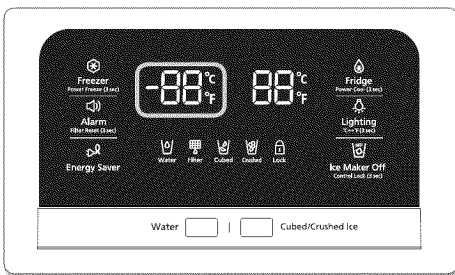 Freezer
Power Freeze (3 sec)
-88 °C °F
88 °C °F
Fridge
Power Cool (3 sec)
Alarm
Filter Reset (3 sec)
Lighting
°C↔°F (3 sec)
Water Filter Cubed Crushed Lock
Energy Saver
OFF
Ice Maker Off
Control Lock (3 sec)
Water | Cubed/Crushed Ice